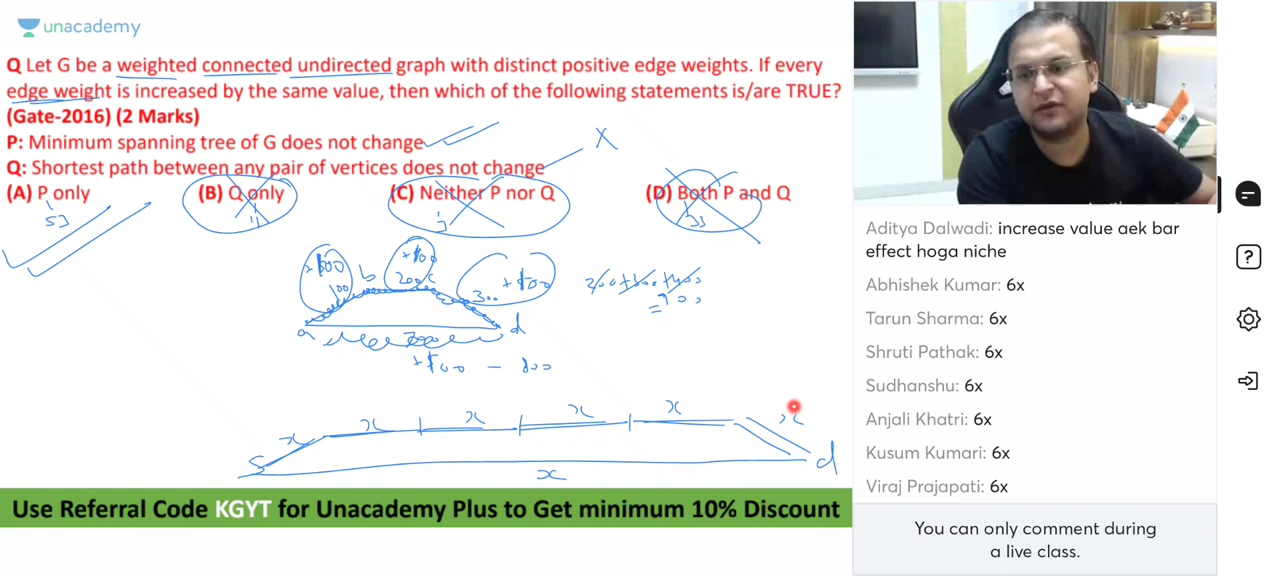 unacademy
Q Let G be a weighted connected undirected graph with distinct positive edge weights. If every
edge weight is increased by the same value, then which of the following statements is/are TRUE?
(Gate-2016) (2 Marks)
P: Minimum spanning tree of G does not change
Q: Shortest path between any pair of vertices does not change
X
(A) P only
(B) Q only
(C) Neither P nor Q
(D) Both P and Q
53
100
b
200
c
300
a
d
x
x
x
x
x
x
S
x
d
Use Referral Code KGYT for Unacademy Plus to Get minimum 10% Discount
Aditya Dalwadi: increase value aek bar
effect hoga niche
Abhishek Kumar: 6x
Tarun Sharma: 6x
Shruti Pathak: 6x
Sudhanshu: 6x
Anjali Khatri: 6x
Kusum Kumari: 6x
Viraj Prajapati: 6x
You can only comment during
a live class.